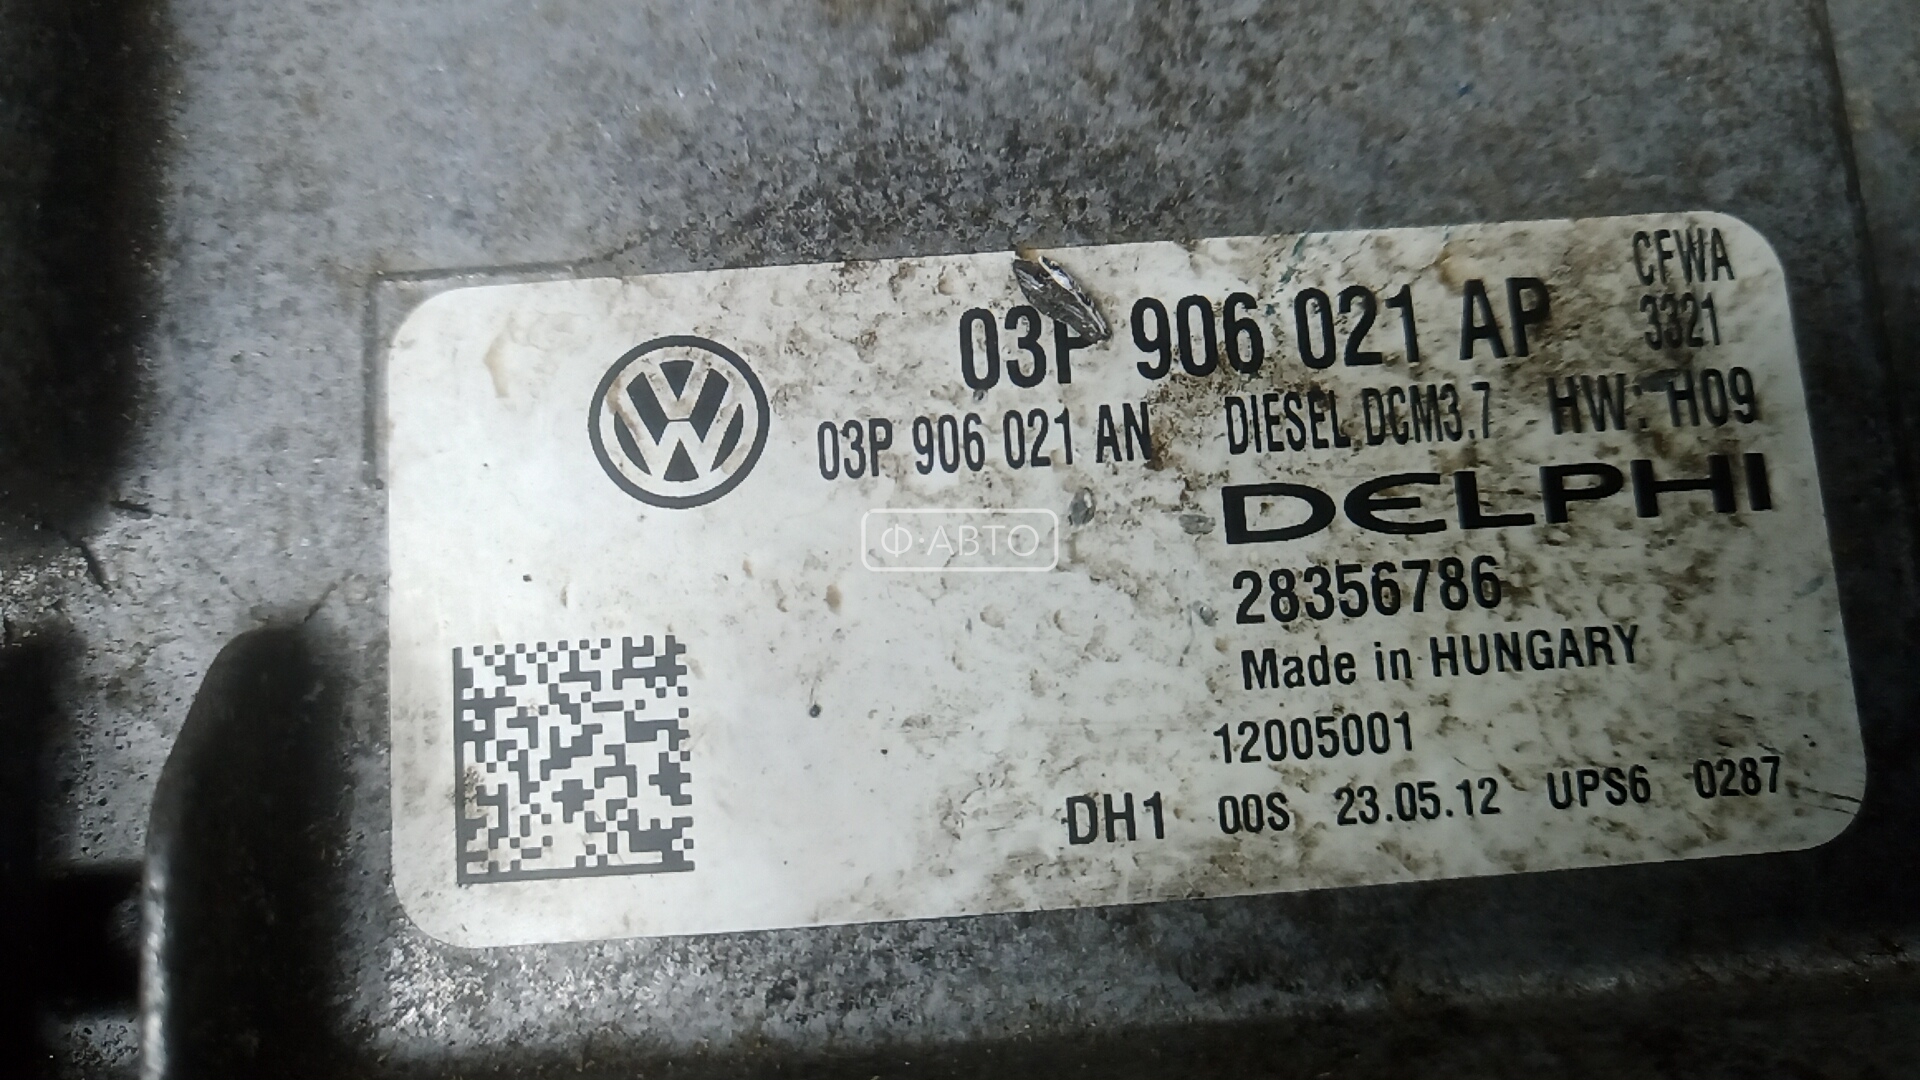 CFWA
3321
03P 906 021 AP
03P 906 021 AN DIESEL DCM3.7 HW: H09
DELPHI
Ф·АВТО
28356786
Made in HUNGARY
12005001
DH1 00S 23.05.12 UPS6 0287